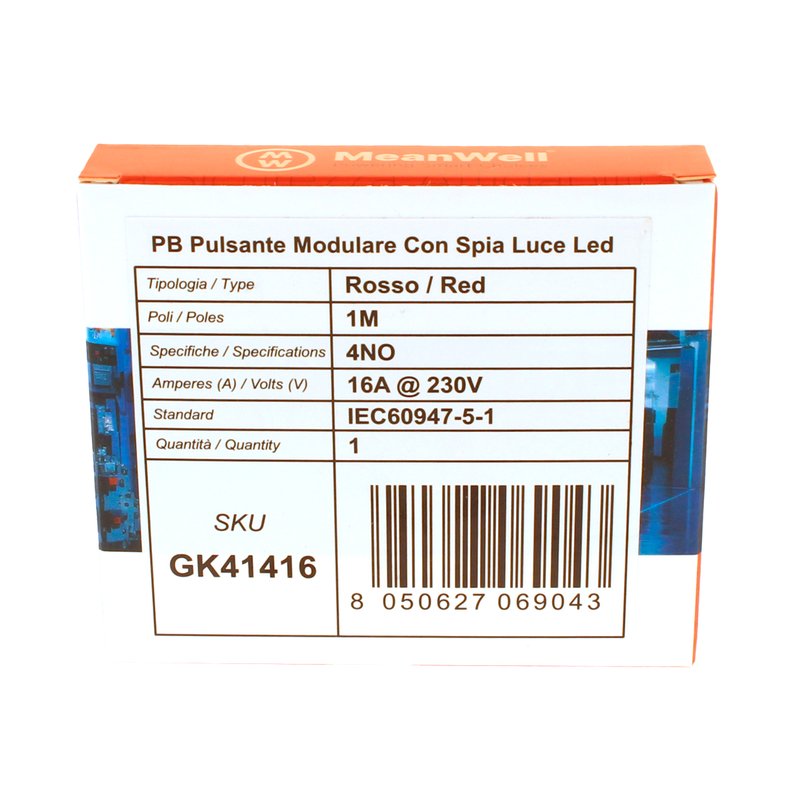 MW MeanWell
PB Pulsante Modulare Con Spia Luce Led
Tipologia / Type Rosso / Red
Poli / Poles 1M
Specifiche / Specifications 4NO
Amperes (A) / Volts (V) 16A @ 230V
Standard IEC60947-5-1
Quantità / Quantity 1
SKU
GK41416
8 050627 069043